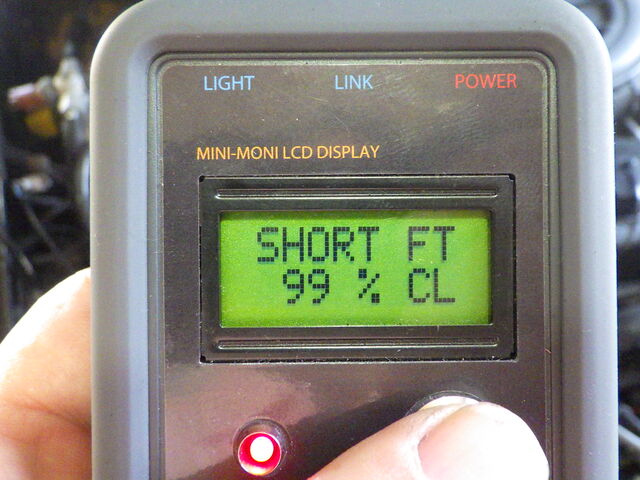 LIGHT LINK POWER
MINI-MONI LCD DISPLAY
SHORT FT
99 % CL